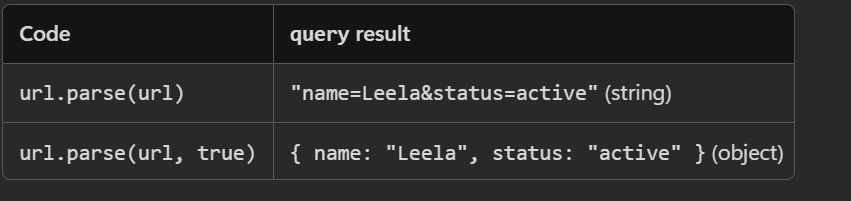 Code query result
url.parse(url) "name=Leela&status=active" (string)
url.parse(url, true) { name: "Leela", status: "active" } (object)